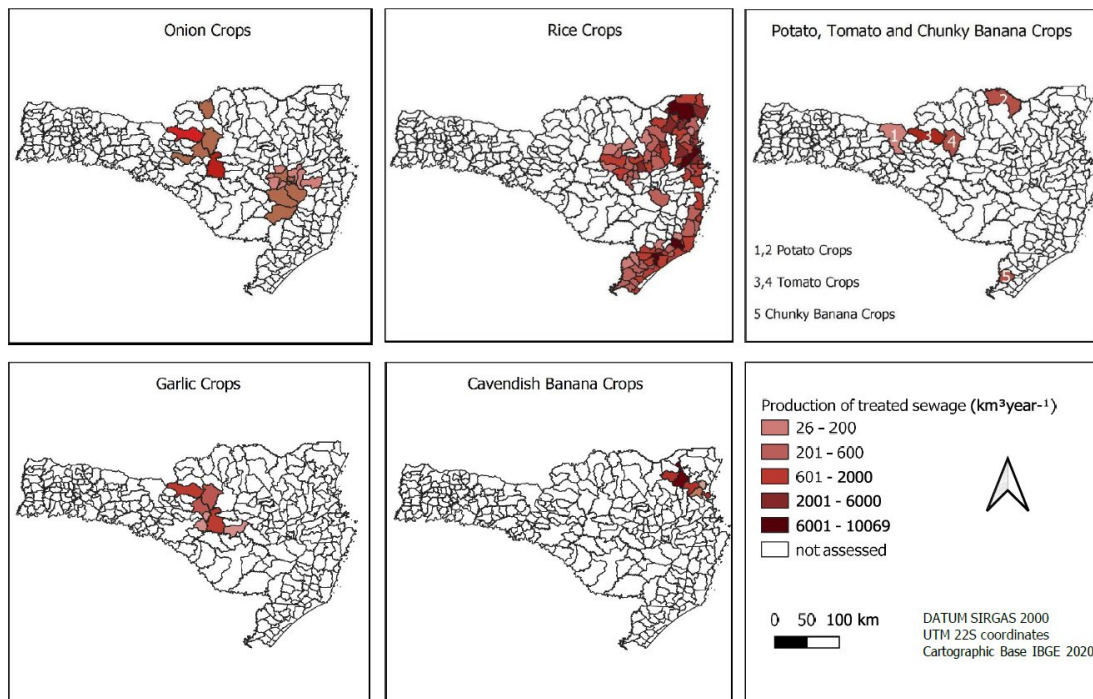 Onion Crops
Rice Crops
Potato, Tomato and Chunky Banana Crops
1
2
4
1,2 Potato Crops
3,4 Tomato Crops
5 Chunky Banana Crops
5
Garlic Crops
Cavendish Banana Crops
Production of treated sewage (km³year-¹)
26 - 200
201 - 600
601 - 2000
2001 - 6000
6001 - 10069
not assessed
0 50 100 km
DATUM SIRGAS 2000
UTM 22S coordinates
Cartographic Base IBGE 2020